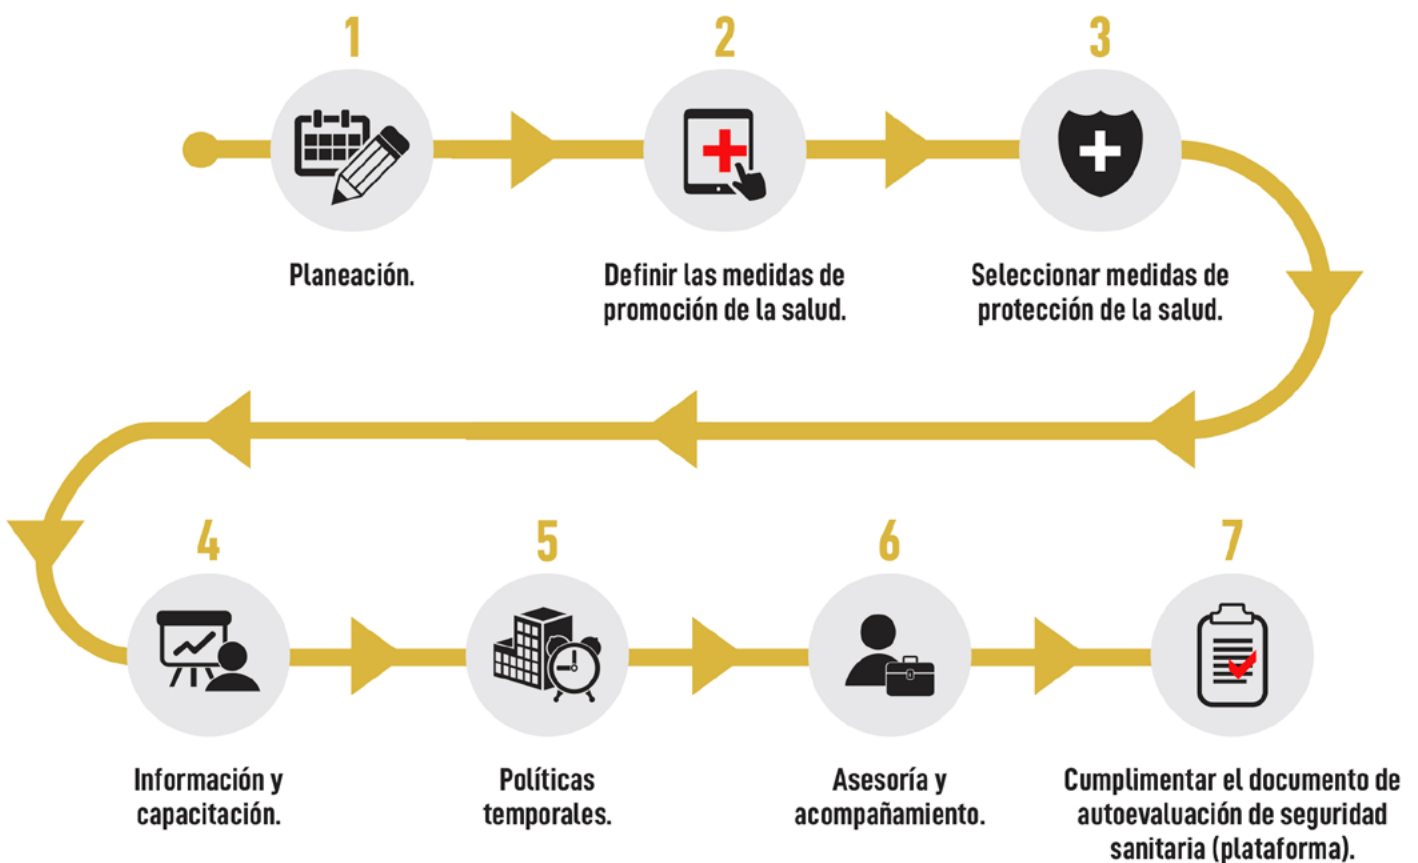 1
2
3
Planeación.
Definir las medidas de
promoción de la salud.
Seleccionar medidas de
protección de la salud.
4
5
6
7
Información y
capacitación.
Políticas
temporales.
Asesoría y
acompañamiento.
Cumplimentar el documento de
autoevaluación de seguridad
sanitaria (plataforma).